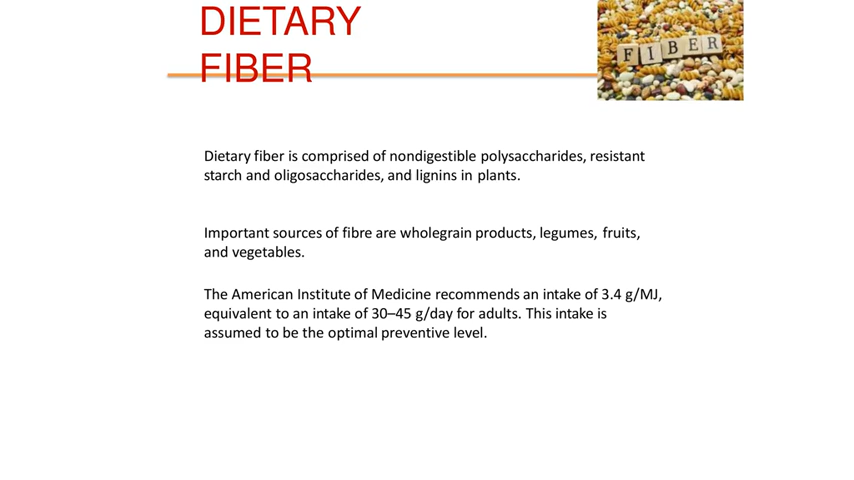 DIETARY
FIBER
FIBER
Dietary fiber is comprised of nondigestible polysaccharides, resistant
starch and oligosaccharides, and lignins in plants.
Important sources of fibre are wholegrain products, legumes, fruits,
and vegetables.
The American Institute of Medicine recommends an intake of 3.4 g/MJ,
equivalent to an intake of 30–45 g/day for adults. This intake is
assumed to be the optimal preventive level.